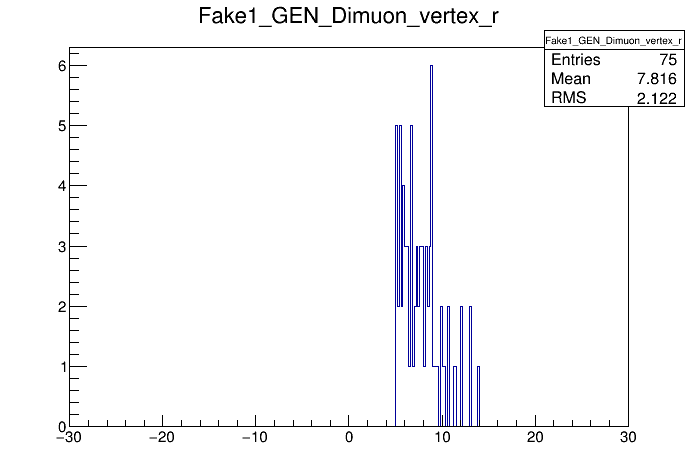 Fake1_GEN_Dimuon_vertex_r
Fake1_GEN_Dimuon_vertex_r
Entries 75
Mean 7.816
RMS 2.122
6
5
4
3
2
1
0
−30 −20 −10 0 10 20 30